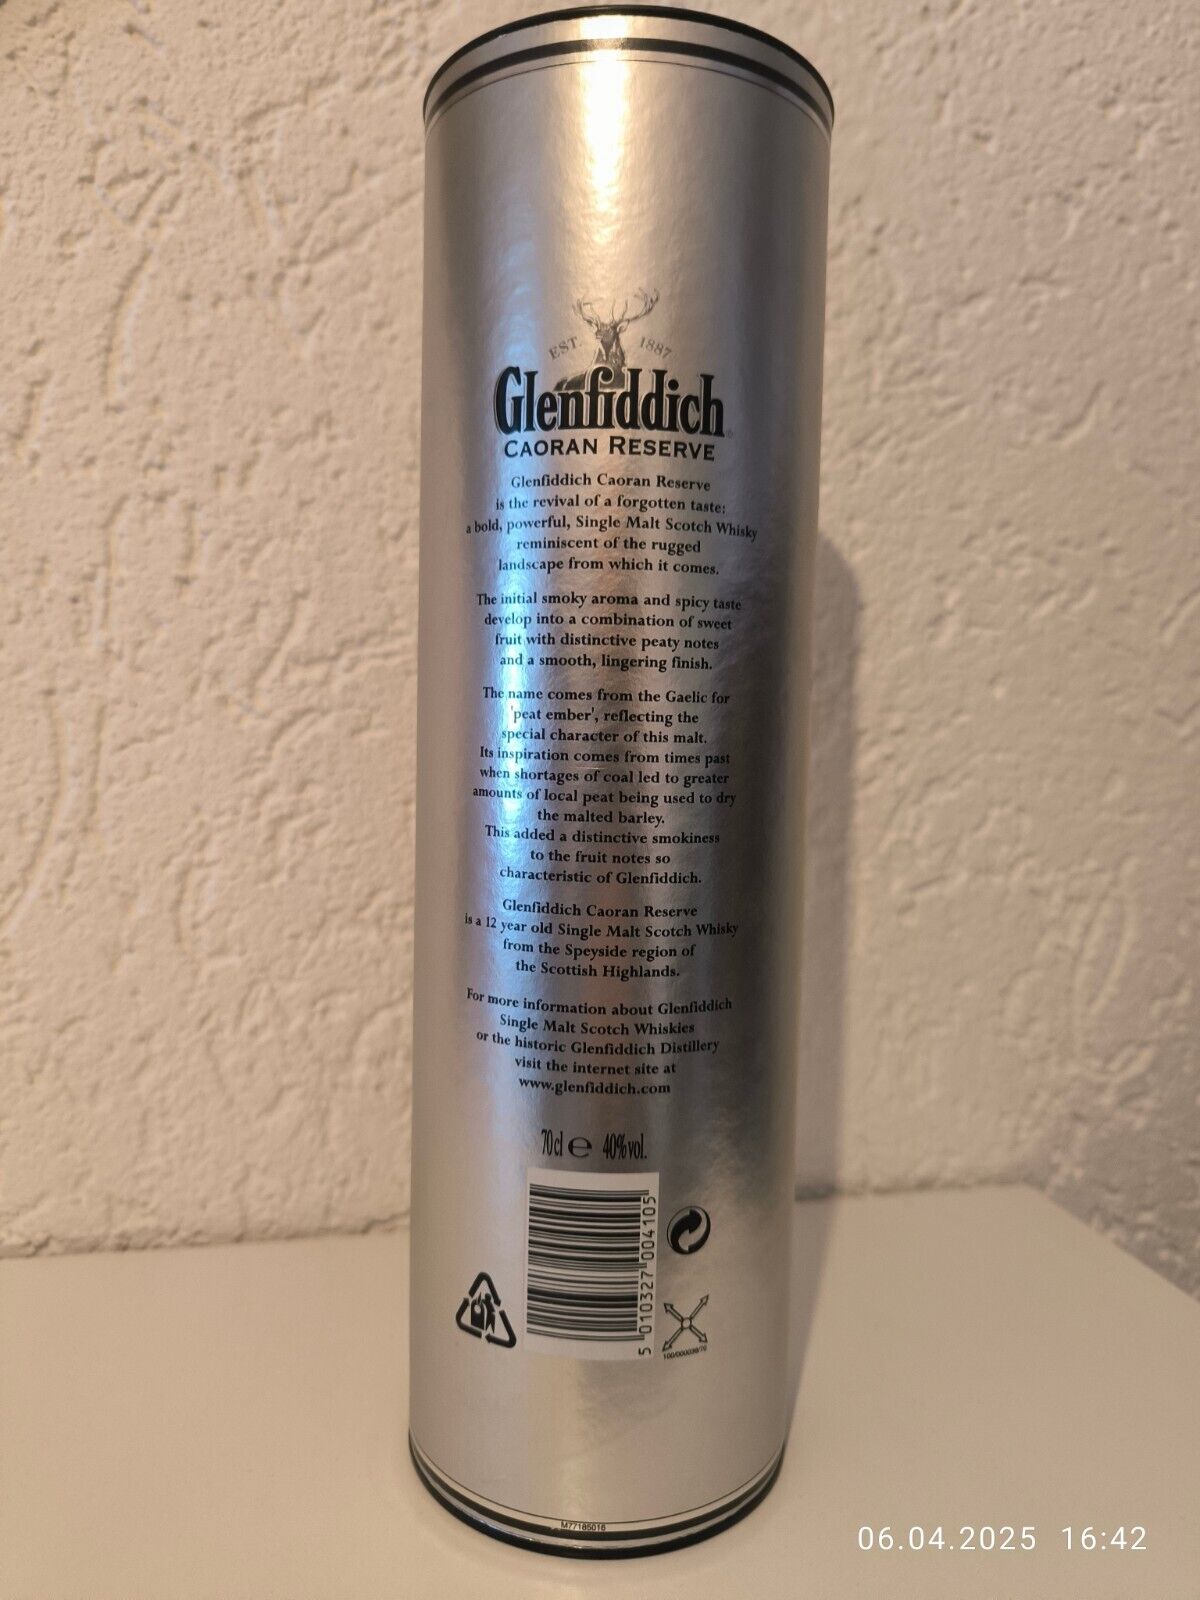 EST. 1887
Glenfiddich
CAORAN RESERVE
Glenfiddich Caoran Reserve
is the revival of a forgotten taste:
a bold, powerful, Single Malt Scotch Whisky
reminiscent of the rugged
landscape from which it comes.
The initial smoky aroma and spicy taste
develop into a combination of sweet
fruit with distinctive peaty notes
and a smooth, lingering finish.
The name comes from the Gaelic for
'peat ember', reflecting the
special character of this malt.
Its inspiration comes from times past
when shortages of coal led to greater
amounts of local peat being used to dry
the malted barley.
This added a distinctive smokiness
to the fruit notes so
characteristic of Glenfiddich.
Glenfiddich Caoran Reserve
is a 12 year old Single Malt Scotch Whisky
from the Speyside region of
the Scottish Highlands.
For more information about Glenfiddich
Single Malt Scotch Whiskies
or the historic Glenfiddich Distillery
visit the internet site at
www.glenfiddich.com
70cl e 40%vol.
5 010327 004105
M77185016
06.04.2025 16:42